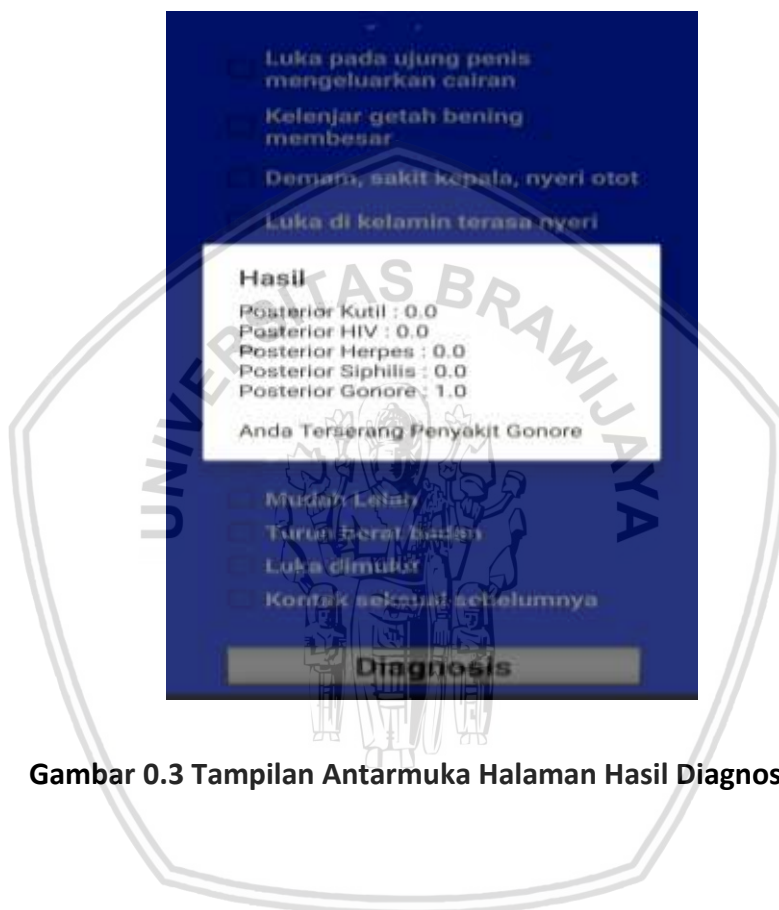 Luka pada ujung penis
mengeluarkan cairan
Kelenjar getah bening
membesar
Demam, sakit kepala, nyeri otot
Luka di kelamin terasa nyeri
Hasil
Posterior Kutil : 0.0
Posterior HIV : 0.0
Posterior Herpes : 0.0
Posterior Siphilis : 0.0
Posterior Gonore : 1.0
Anda Terserang Penyakit Gonore
Mudah Lelah
Turun berat badan
Luka dimulut
Kontak seksual sebelumnya
Diagnosis
UNIVERSITAS BRAWIJAYA
Gambar 0.3 Tampilan Antarmuka Halaman Hasil Diagnos